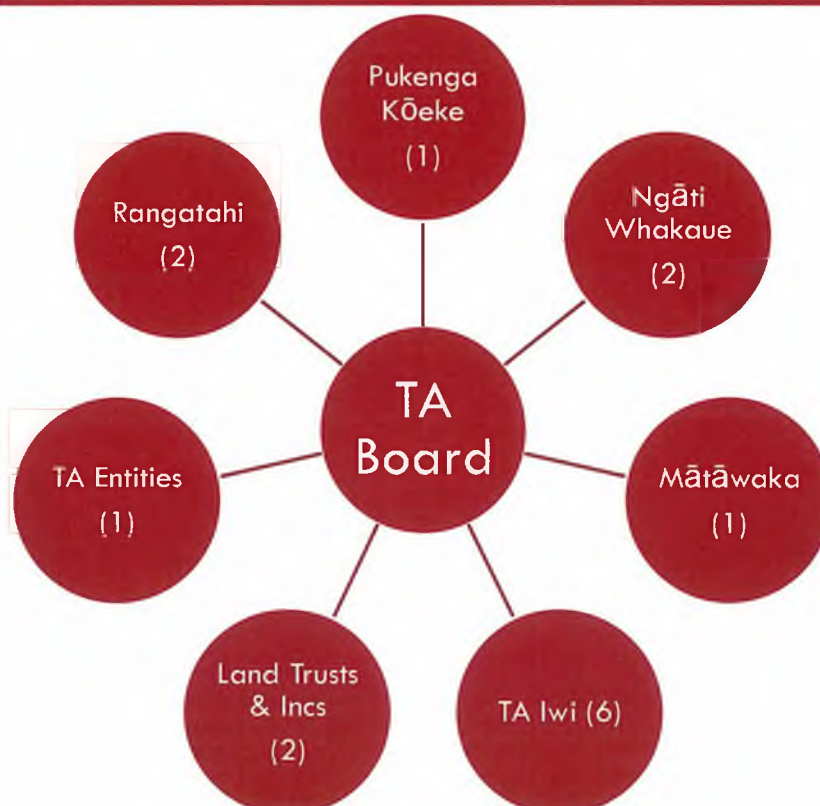 Pukenga
Kōeke
(1)
Ngāti
Whakaue
(2)
Mātāwaka
(1)
TA Iwi (6)
Land Trusts
& Incs
(2)
TA Entities
(1)
Rangatahi
(2)
TA
Board